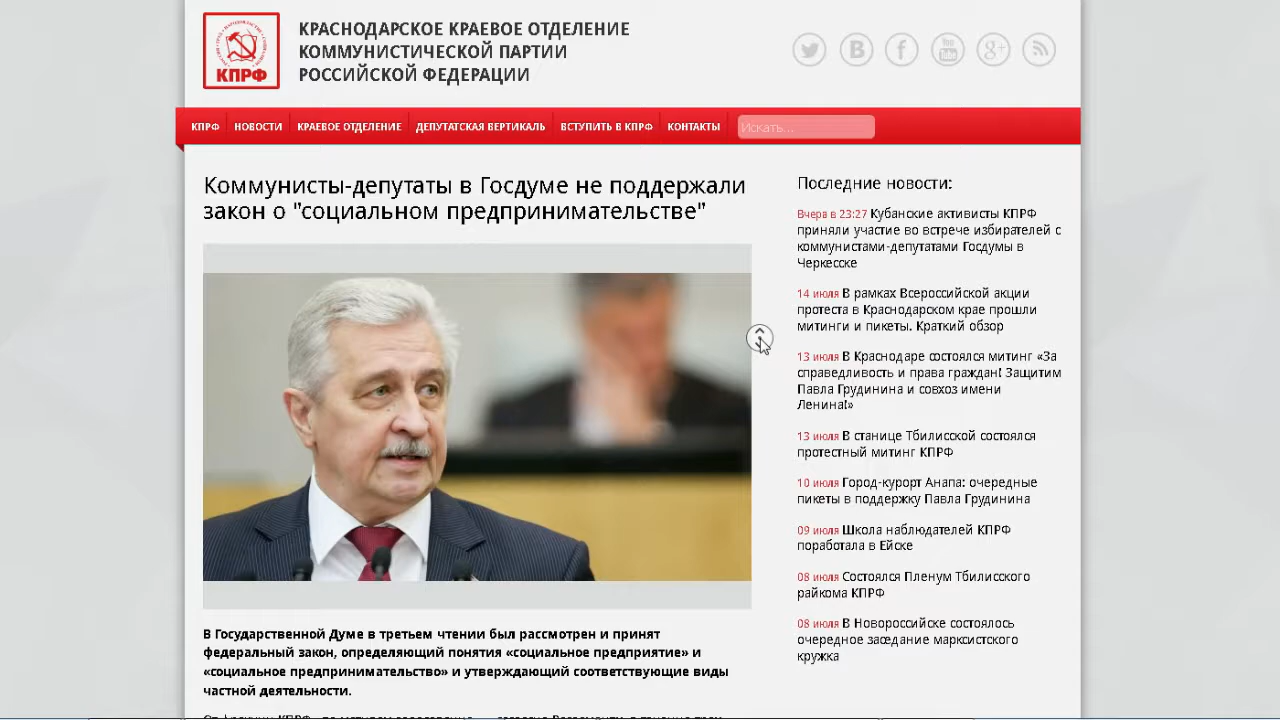 КПРФ
КРАСНОДАРСКОЕ КРАЕВОЕ ОТДЕЛЕНИЕ
КОММУНИСТИЧЕСКОЙ ПАРТИИ
РОССИЙСКОЙ ФЕДЕРАЦИИ
You
Tube
g+
КПРФ НОВОСТИ КРАЕВОЕ ОТДЕЛЕНИЕ ДЕПУТАТСКАЯ ВЕРТИКАЛЬ ВСТУПИТЬ В КПРФ КОНТАКТЫ Искать...
Коммунисты-депутаты в Госдуме не поддержали
закон о "социальном предпринимательстве"
В Государственной Думе в третьем чтении был рассмотрен и принят
федеральный закон, определяющий понятия «социальное предприятие» и
«социальное предпринимательство» и утверждающий соответствующие виды
частной деятельности.
Последние новости:
Вчера в 23:27 Кубанские активисты КПРФ
приняли участие во встрече избирателей с
коммунистами-депутатами Госдумы в
Черкесске
14 июля В рамках Всероссийской акции
протеста в Краснодарском крае прошли
митинги и пикеты. Краткий обзор
13 июля В Краснодаре состоялся митинг «За
справедливость и права граждан! Защитим
Павла Грудинина и совхоз имени
Ленина!»
13 июля В станице Тбилисской состоялся
протестный митинг КПРФ
10 июля Город-курорт Анапа: очередные
пикеты в поддержку Павла Грудинина
09 июля Школа наблюдателей КПРФ
поработала в Ейске
08 июля Состоялся Пленум Тбилисского
райкома КПРФ
08 июля В Новороссийске состоялось
очередное заседание марксистского
кружка